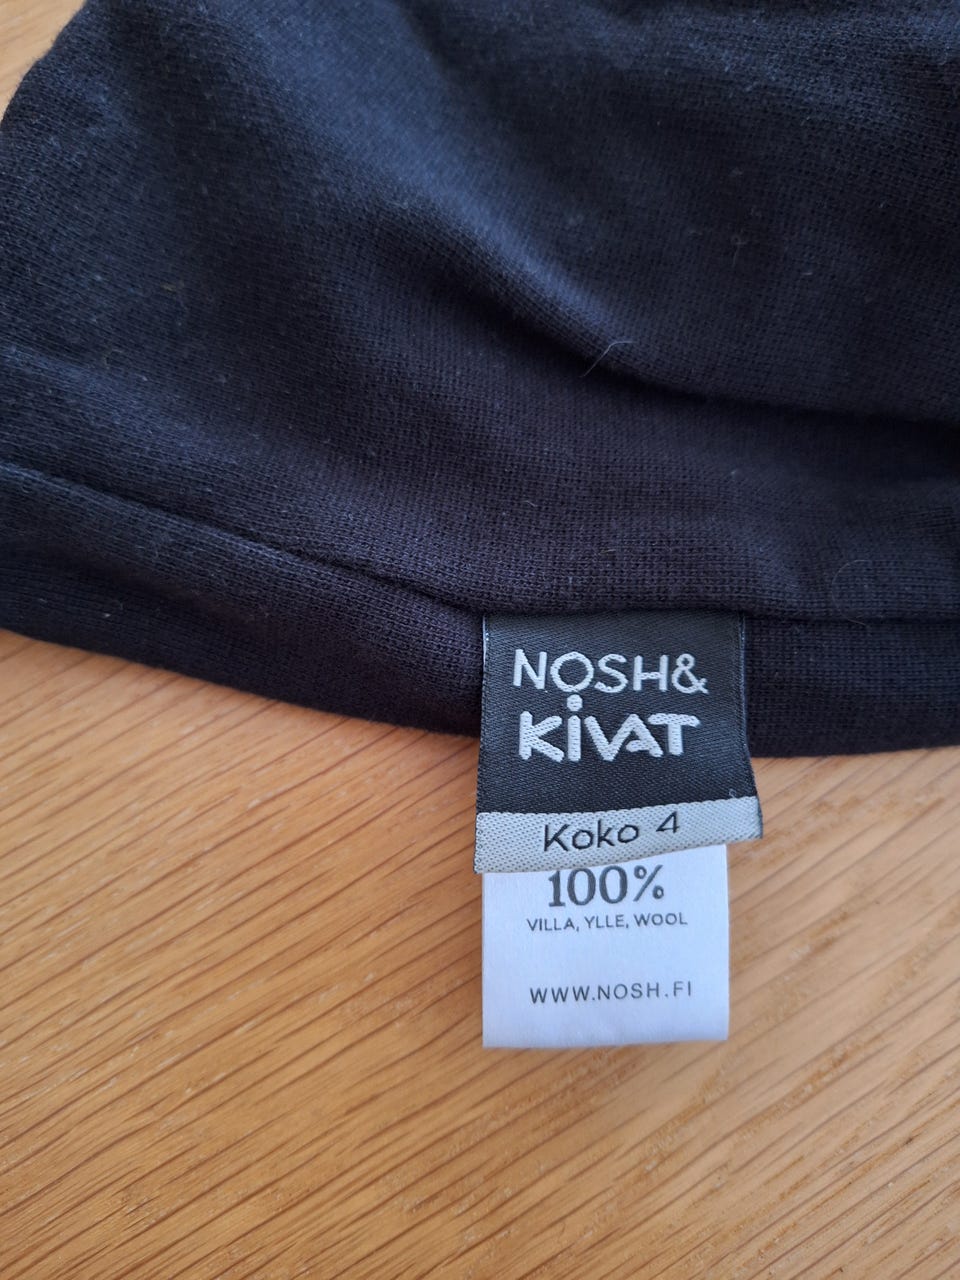 NOSH&
KIVAT
Koko 4
100%
VILLA, YLLE, WOOL
WWW.NOSH.FI